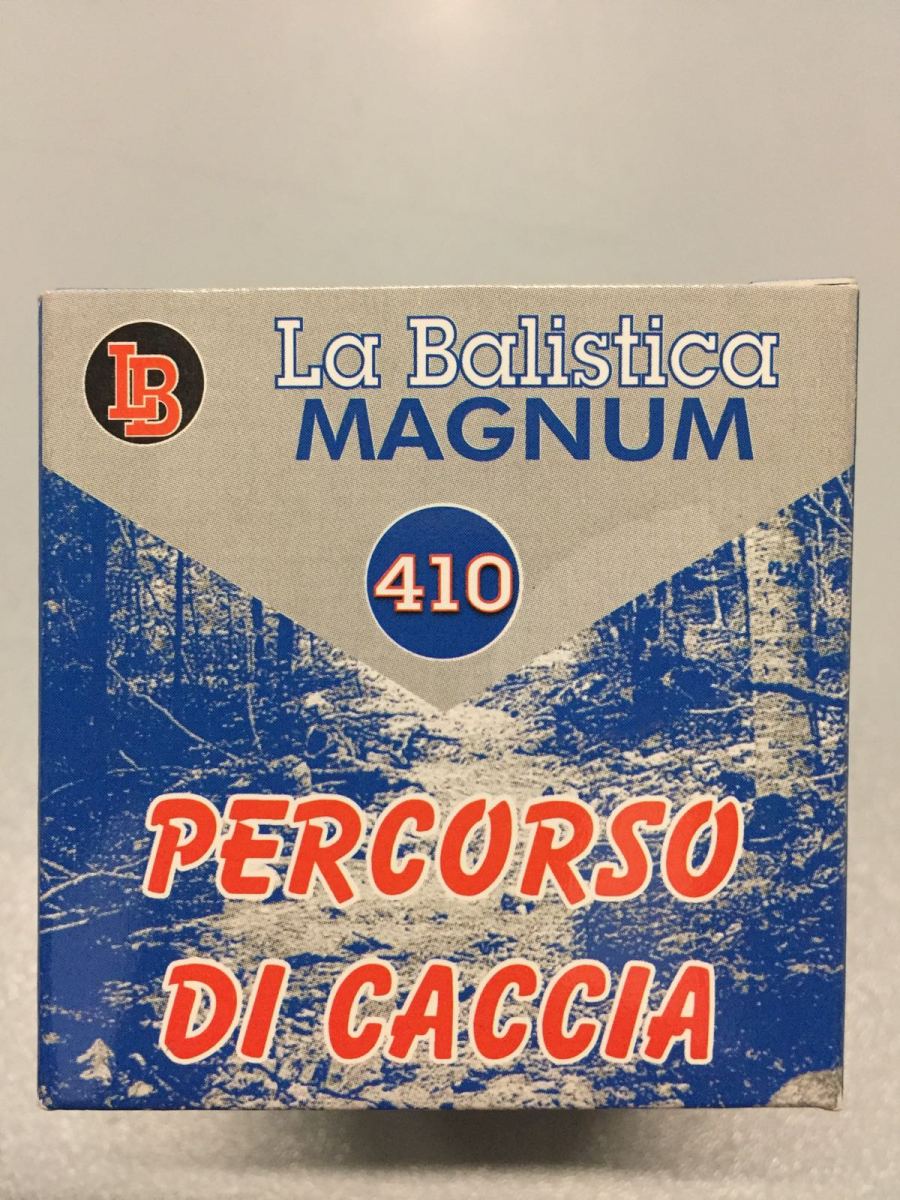 LB
La Balistica
MAGNUM
410
PERCORSO
DI CACCIA